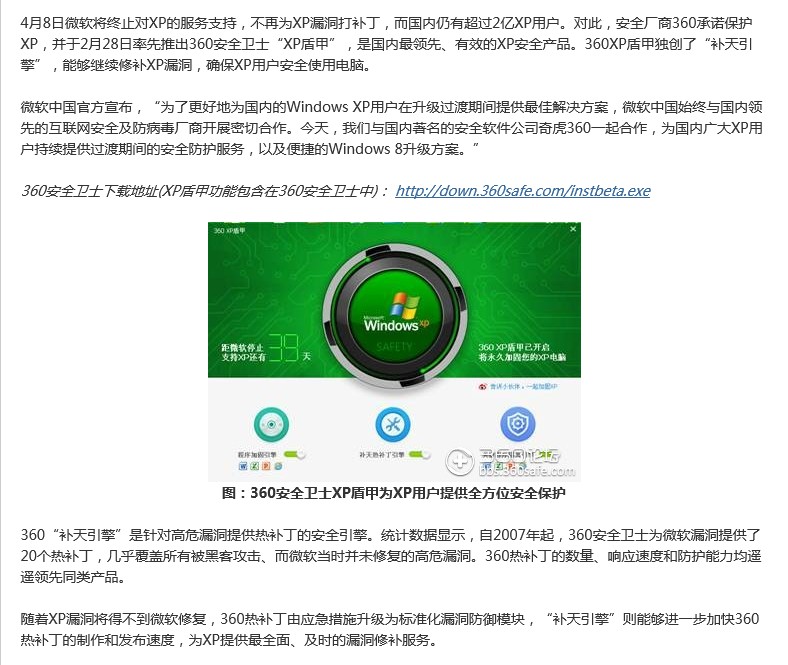 4月8日微软将终止对XP的服务支持，不再为XP漏洞打补丁，而国内仍有超过2亿XP用户。对此，安全厂商360承诺保护
XP，并于2月28日率先推出360安全卫士“XP盾甲”，是国内最领先、有效的XP安全产品。360XP盾甲独创了“补天引
擎”，能够继续修补XP漏洞，确保XP用户安全使用电脑。
微软中国官方宣布，“为了更好地为国内的Windows XP用户在升级过渡期间提供最佳解决方案，微软中国始终与国内领
先的互联网安全及防病毒厂商开展密切合作。今天，我们与国内著名的安全软件公司奇虎360一起合作，为国内广大XP用
户持续提供过渡期间的安全防护服务，以及便捷的Windows 8升级方案。”
360安全卫士下载地址(XP盾甲功能包含在360安全卫士中)：http://down.360safe.com/instbeta.exe
360 XP盾甲
Microsoft
Windows xp
SAFETY
距微软停止
支持XP还有 39 天
360 XP盾甲已开启
将永久加固您的XP电脑
告诉小伙伴，一起加固XP
程序加固引擎
补天热补丁引擎
bbs.360safe.com
图：360安全卫士XP盾甲为XP用户提供全方位安全保护
360“补天引擎”是针对高危漏洞提供热补丁的安全引擎。统计数据显示，自2007年起，360安全卫士为微软漏洞提供了
20个热补丁，几乎覆盖所有被黑客攻击、而微软当时并未修复的高危漏洞。360热补丁的数量、响应速度和防护能力均遥
遥领先同类产品。
随着XP漏洞将得不到微软修复，360热补丁由应急措施升级为标准化漏洞防御模块，“补天引擎”则能够进一步加快360
热补丁的制作和发布速度，为XP提供最全面、及时的漏洞修补服务。